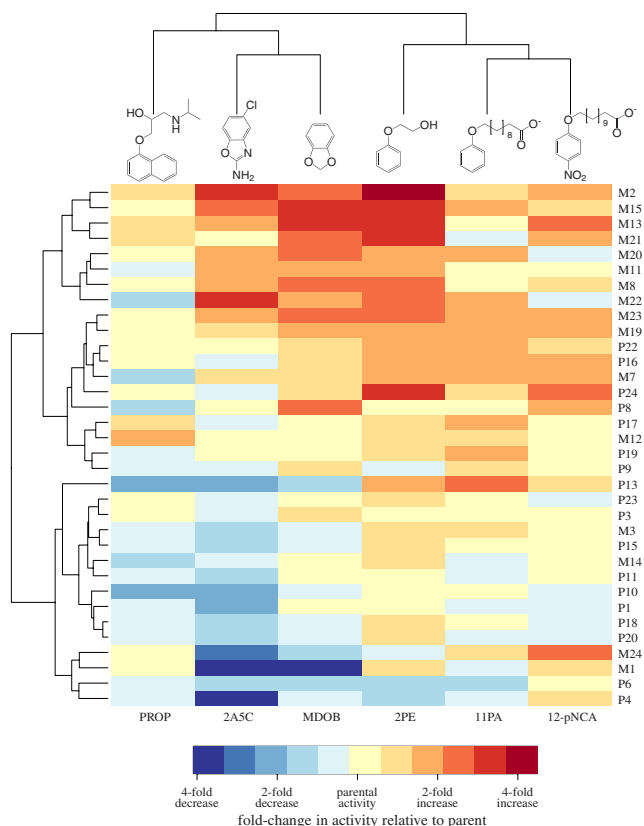 OH
N
H
O
Cl
O
N
NH2
O
O
O
OH
O
8
O
O-
O
9
O
O-
NO2
M2
M15
M13
M21
M20
M11
M8
M22
M23
M19
P22
P16
M7
P24
P8
P17
M12
P19
P9
P13
P23
P3
M3
P15
M14
P11
P10
P1
P18
P20
M24
M1
P6
P4
PROP 2A5C MDOB 2PE 11PA 12-pNCA
4-fold decrease
2-fold decrease
parental activity
2-fold increase
4-fold increase
fold-change in activity relative to parent